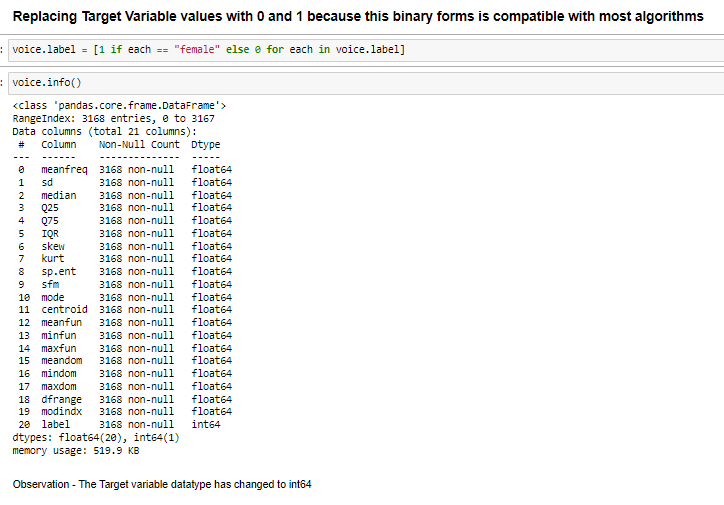 Replacing Target Variable values with 0 and 1 because this binary forms is compatible with most algorithms
: voice.label = [1 if each == "female" else 0 for each in voice.label]
: voice.info()
<class 'pandas.core.frame.DataFrame'>
RangeIndex: 3168 entries, 0 to 3167
Data columns (total 21 columns):
 #   Column    Non-Null Count  Dtype
---  ------    --------------  -----
 0   meanfreq  3168 non-null   float64
 1   sd        3168 non-null   float64
 2   median    3168 non-null   float64
 3   Q25       3168 non-null   float64
 4   Q75       3168 non-null   float64
 5   IQR       3168 non-null   float64
 6   skew      3168 non-null   float64
 7   kurt      3168 non-null   float64
 8   sp.ent    3168 non-null   float64
 9   sfm       3168 non-null   float64
 10  mode      3168 non-null   float64
 11  centroid  3168 non-null   float64
 12  meanfun   3168 non-null   float64
 13  minfun    3168 non-null   float64
 14  maxfun    3168 non-null   float64
 15  meandom   3168 non-null   float64
 16  mindom    3168 non-null   float64
 17  maxdom    3168 non-null   float64
 18  dfrange   3168 non-null   float64
 19  modindx   3168 non-null   float64
 20  label     3168 non-null   int64
dtypes: float64(20), int64(1)
memory usage: 519.9 KB
Observation - The Target variable datatype has changed to int64